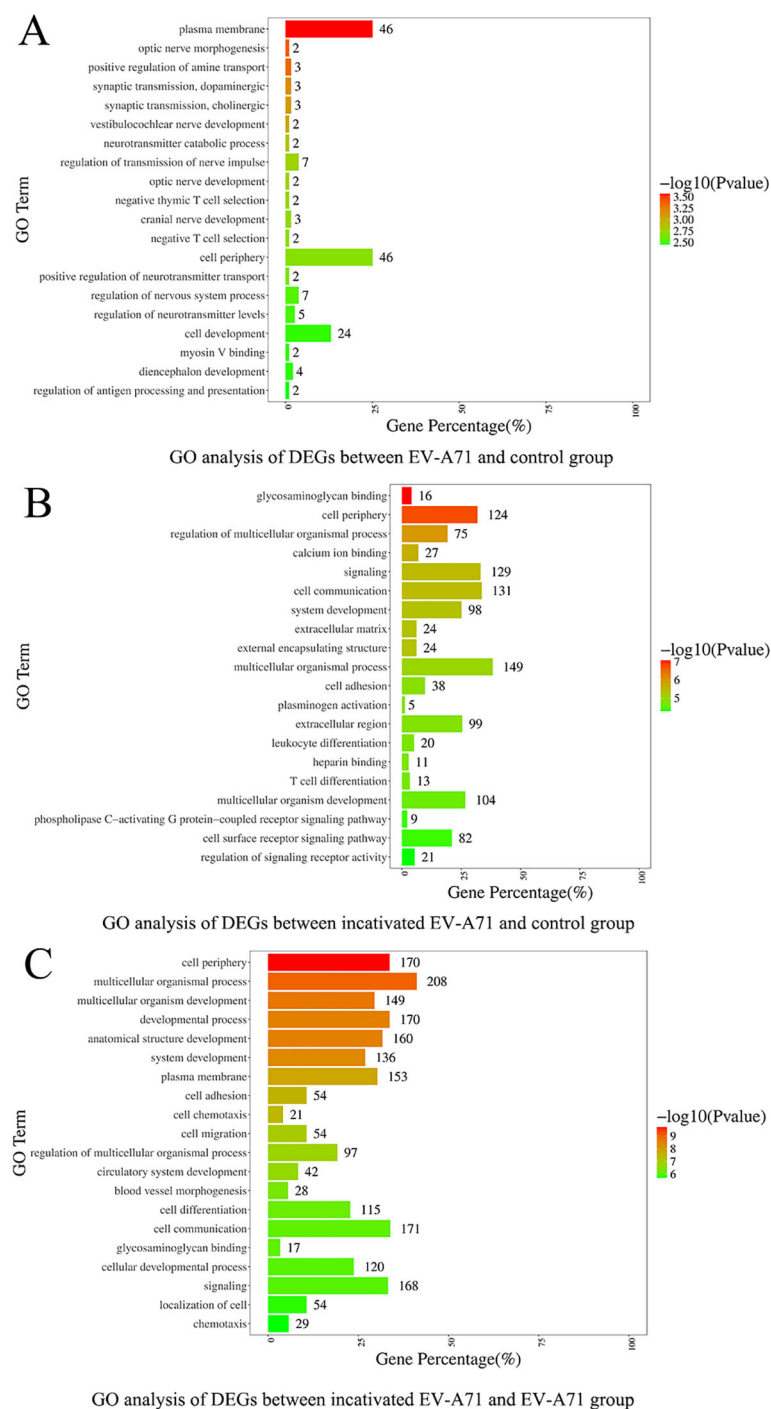 A
GO Term
plasma membrane 46
optic nerve morphogenesis 2
positive regulation of amine transport 3
synaptic transmission, dopaminergic 3
synaptic transmission, cholinergic 3
vestibulocochlear nerve development 2
neurotransmitter catabolic process 2
regulation of transmission of nerve impulse 7
optic nerve development 2
negative thymic T cell selection 2
cranial nerve development 3
negative T cell selection 2
cell periphery 46
positive regulation of neurotransmitter transport 2
regulation of nervous system process 7
regulation of neurotransmitter levels 5
cell development 24
myosin V binding 2
diencephalon development 4
regulation of antigen processing and presentation 2
−log10(Pvalue)
3.50
3.25
3.00
2.75
2.50
0 25 50 75 100
Gene Percentage(%)
GO analysis of DEGs between EV-A71 and control group
B
GO Term
glycosaminoglycan binding 16
cell periphery 124
regulation of multicellular organismal process 75
calcium ion binding 27
signaling 129
cell communication 131
system development 98
extracellular matrix 24
external encapsulating structure 24
multicellular organismal process 149
cell adhesion 38
plasminogen activation 5
extracellular region 99
leukocyte differentiation 20
heparin binding 11
T cell differentiation 13
multicellular organism development 104
phospholipase C−activating G protein−coupled receptor signaling pathway 9
cell surface receptor signaling pathway 82
regulation of signaling receptor activity 21
−log10(Pvalue)
7
6
5
0 25 50 75 100
Gene Percentage(%)
GO analysis of DEGs between incativated EV-A71 and control group
C
GO Term
cell periphery 170
multicellular organismal process 208
multicellular organism development 149
developmental process 170
anatomical structure development 160
system development 136
plasma membrane 153
cell adhesion 54
cell chemotaxis 21
cell migration 54
regulation of multicellular organismal process 97
circulatory system development 42
blood vessel morphogenesis 28
cell differentiation 115
cell communication 171
glycosaminoglycan binding 17
cellular developmental process 120
signaling 168
localization of cell 54
chemotaxis 29
−log10(Pvalue)
9
8
7
6
0 25 50 75 100
Gene Percentage(%)
GO analysis of DEGs between incativated EV-A71 and EV-A71 group